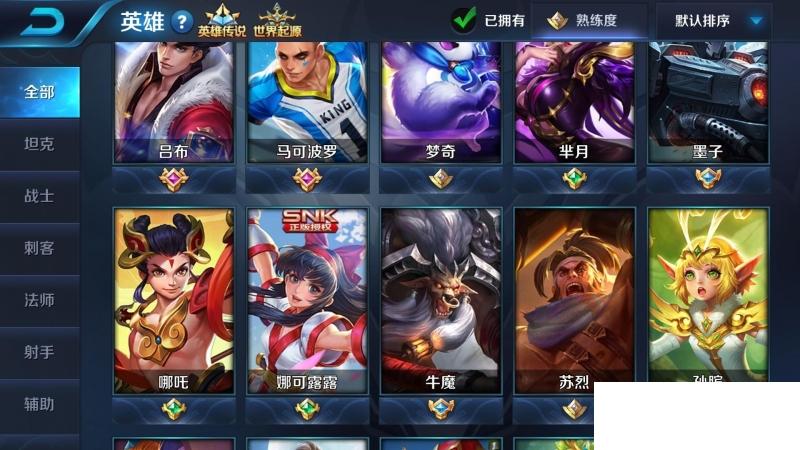 英雄 ? 英雄传说 世界起源 已拥有 熟练度 默认排序
全部
坦克
战士
刺客
法师
射手
辅助
KING
1
吕布 马可波罗 梦奇 芈月 墨子
SNK
正版授权
哪吒 娜可露露 牛魔 苏烈